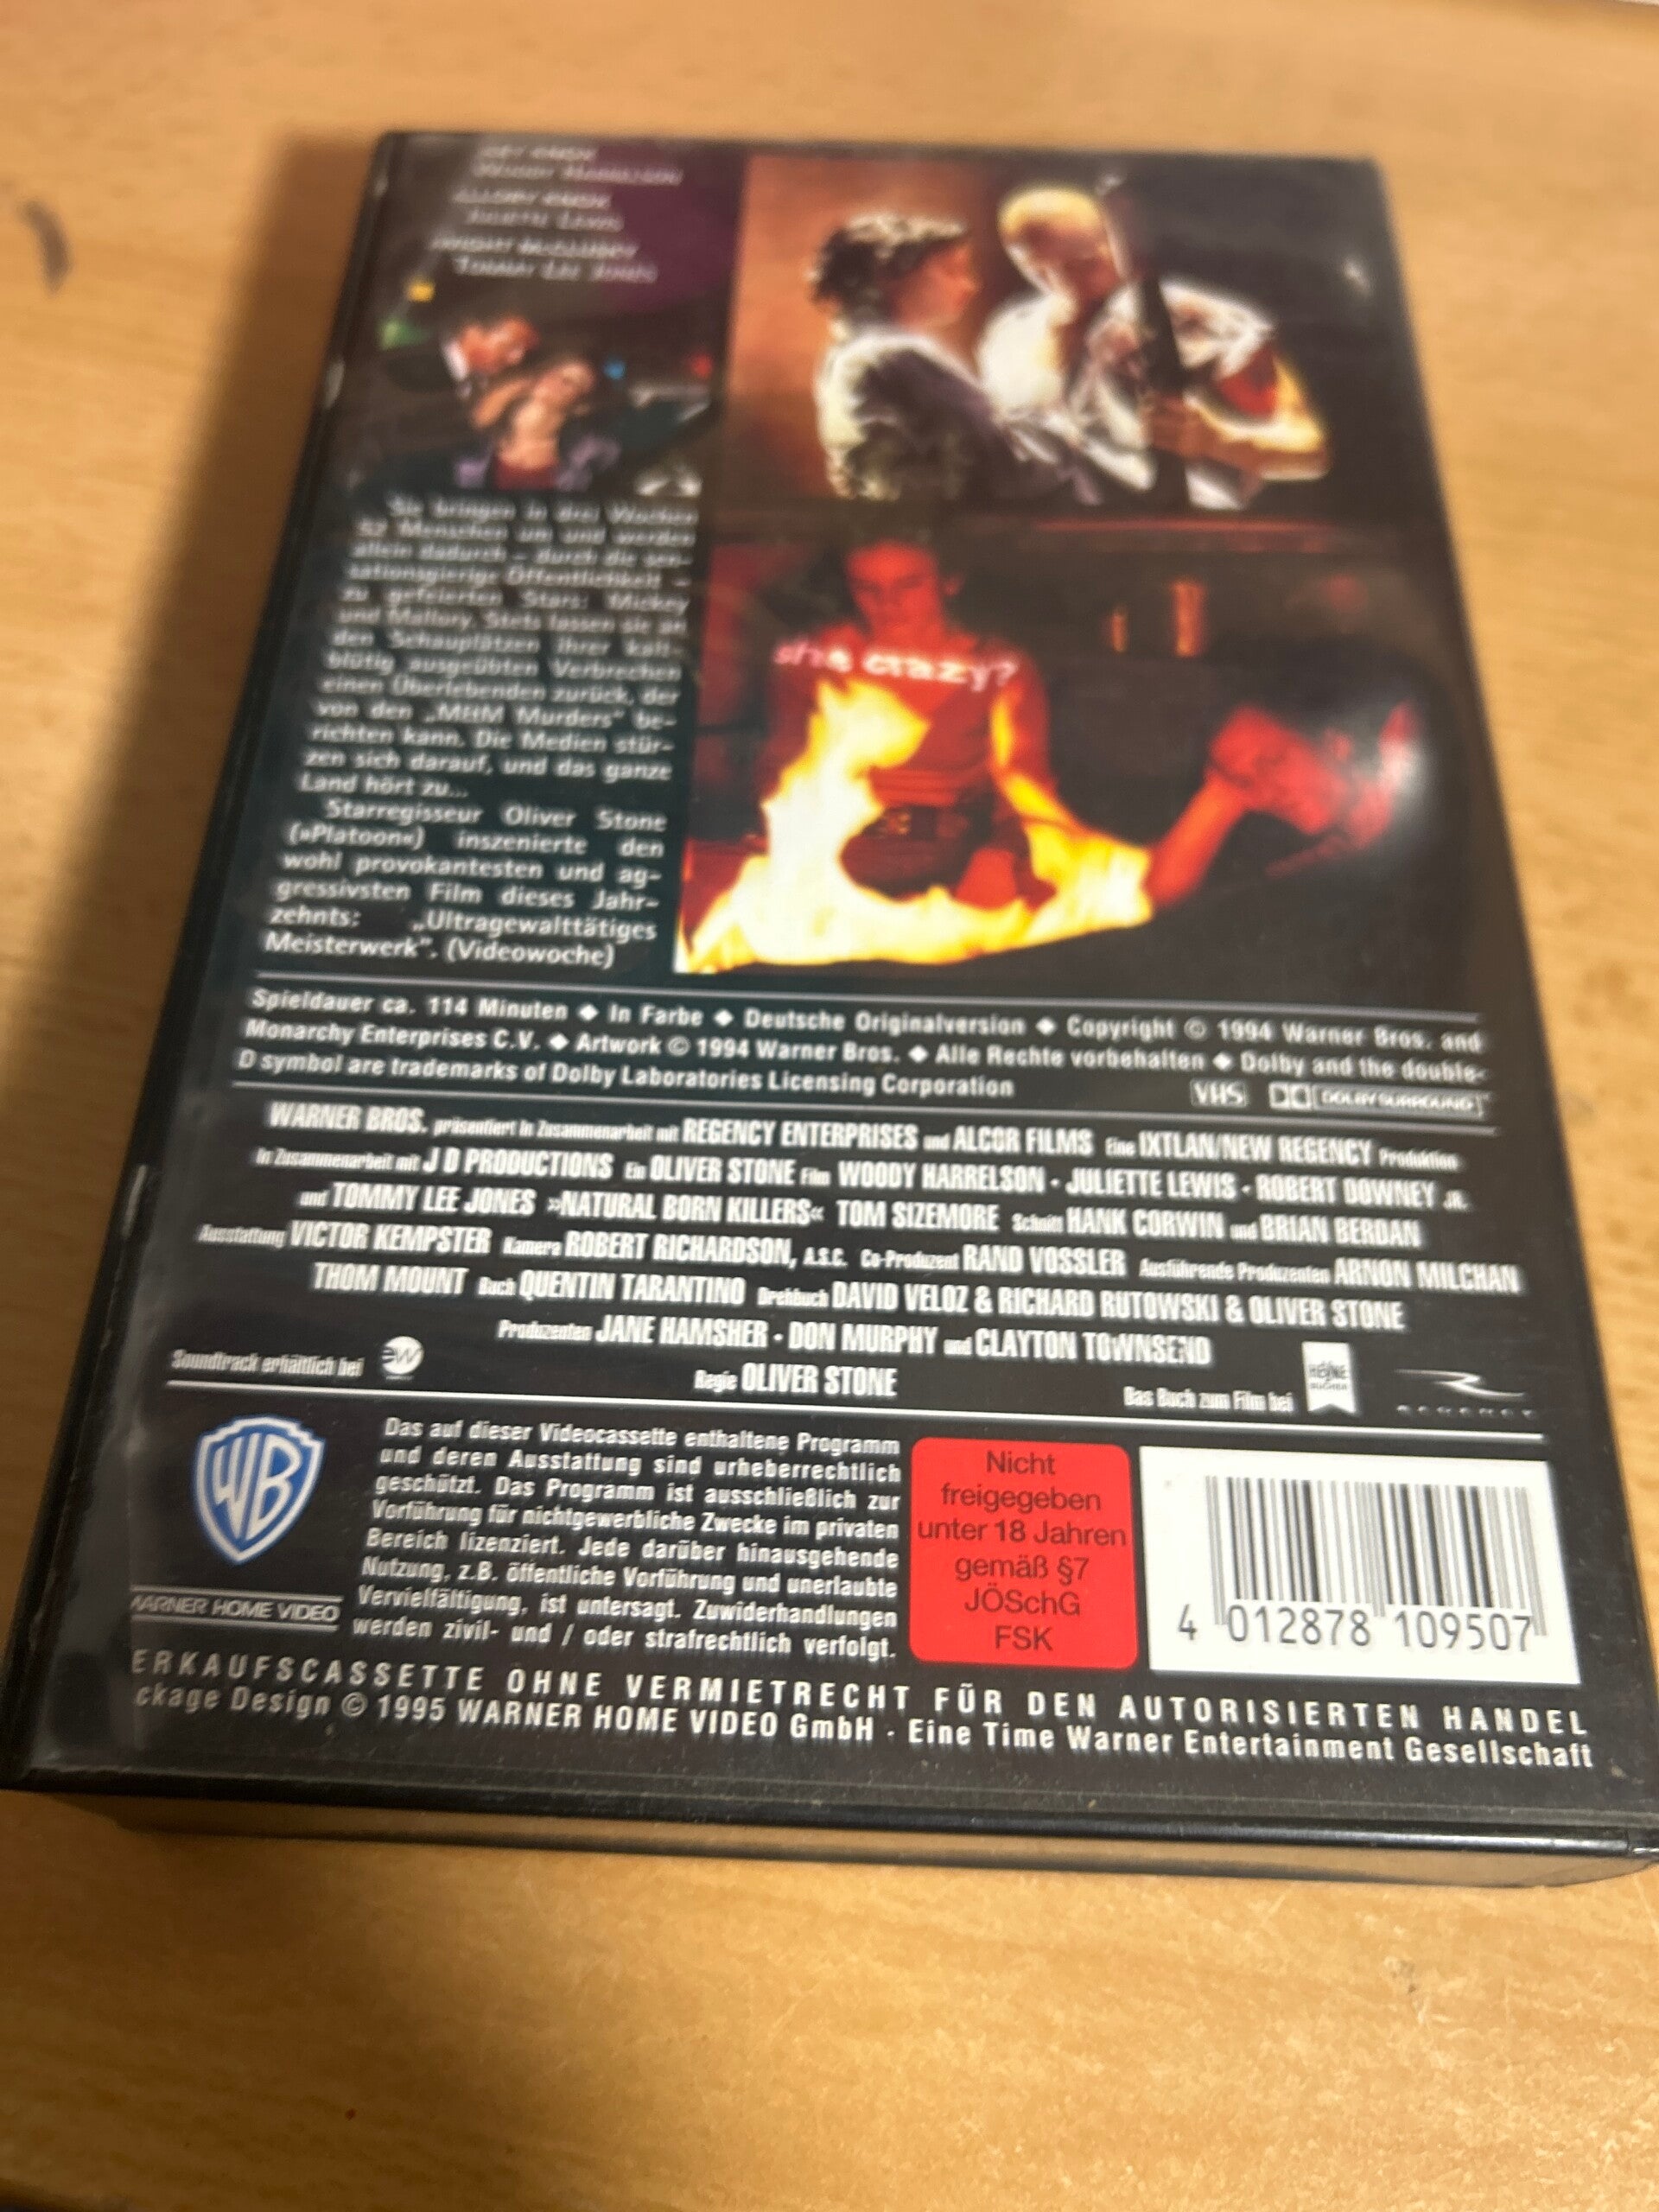 WOODY HARRELSON
JULIETTE LEWIS
TOMMY LEE JONES
Sie bringen in drei Wochen
52 Menschen um und werden
allein dadurch – durch die sen-
sationsgierige Öffentlichkeit –
zu gefeierten Stars: Mickey
und Mallory. Stets lassen sie an
den Schauplätzen ihrer kalt-
blütig ausgeübten Verbrechen
einen Überlebenden zurück, der
von den „M&M Murders" be-
richten kann. Die Medien stür-
zen sich darauf, und das ganze
Land hört zu...
Starregisseur Oliver Stone
(»Platoon«) inszenierte den
wohl provokantesten und ag-
gressivsten Film dieses Jahr-
zehnts: „Ultragewalttätiges
Meisterwerk". (Videowoche)
she crazy?
Spieldauer ca. 114 Minuten ◆ In Farbe ◆ Deutsche Originalversion ◆ Copyright © 1994 Warner Bros. and
Monarchy Enterprises C.V. ◆ Artwork © 1994 Warner Bros. ◆ Alle Rechte vorbehalten ◆ Dolby and the double-
D symbol are trademarks of Dolby Laboratories Licensing Corporation
VHS DOLBY SURROUND
WARNER BROS. präsentiert in Zusammenarbeit mit REGENCY ENTERPRISES und ALCOR FILMS Eine IXTLAN/NEW REGENCY Produktion
In Zusammenarbeit mit J D PRODUCTIONS Ein OLIVER STONE Film WOODY HARRELSON · JULIETTE LEWIS · ROBERT DOWNEY JR.
und TOMMY LEE JONES »NATURAL BORN KILLERS« TOM SIZEMORE Schnitt HANK CORWIN und BRIAN BERDAN
Ausstattung VICTOR KEMPSTER Kamera ROBERT RICHARDSON, A.S.C. Co-Produzent RAND VOSSLER Ausführende Produzenten ARNON MILCHAN
THOM MOUNT Buch QUENTIN TARANTINO Drehbuch DAVID VELOZ & RICHARD RUTOWSKI & OLIVER STONE
Produzenten JANE HAMSHER · DON MURPHY und CLAYTON TOWNSEND
Soundtrack erhältlich bei EW
Regie OLIVER STONE
Das Buch zum Film bei HEYNE BÜCHER
REGENCY
WB
WARNER HOME VIDEO
Das auf dieser Videocassette enthaltene Programm
und deren Ausstattung sind urheberrechtlich
geschützt. Das Programm ist ausschließlich zur
Vorführung für nichtgewerbliche Zwecke im privaten
Bereich lizenziert. Jede darüber hinausgehende
Nutzung, z.B. öffentliche Vorführung und unerlaubte
Vervielfältigung, ist untersagt. Zuwiderhandlungen
werden zivil- und / oder strafrechtlich verfolgt.
Nicht
freigegeben
unter 18 Jahren
gemäß §7
JÖSchG
FSK
4 012878 109507
ERKAUFSCASSETTE OHNE VERMIETRECHT FÜR DEN AUTORISIERTEN HANDEL
ckage Design © 1995 WARNER HOME VIDEO GmbH · Eine Time Warner Entertainment Gesellschaft